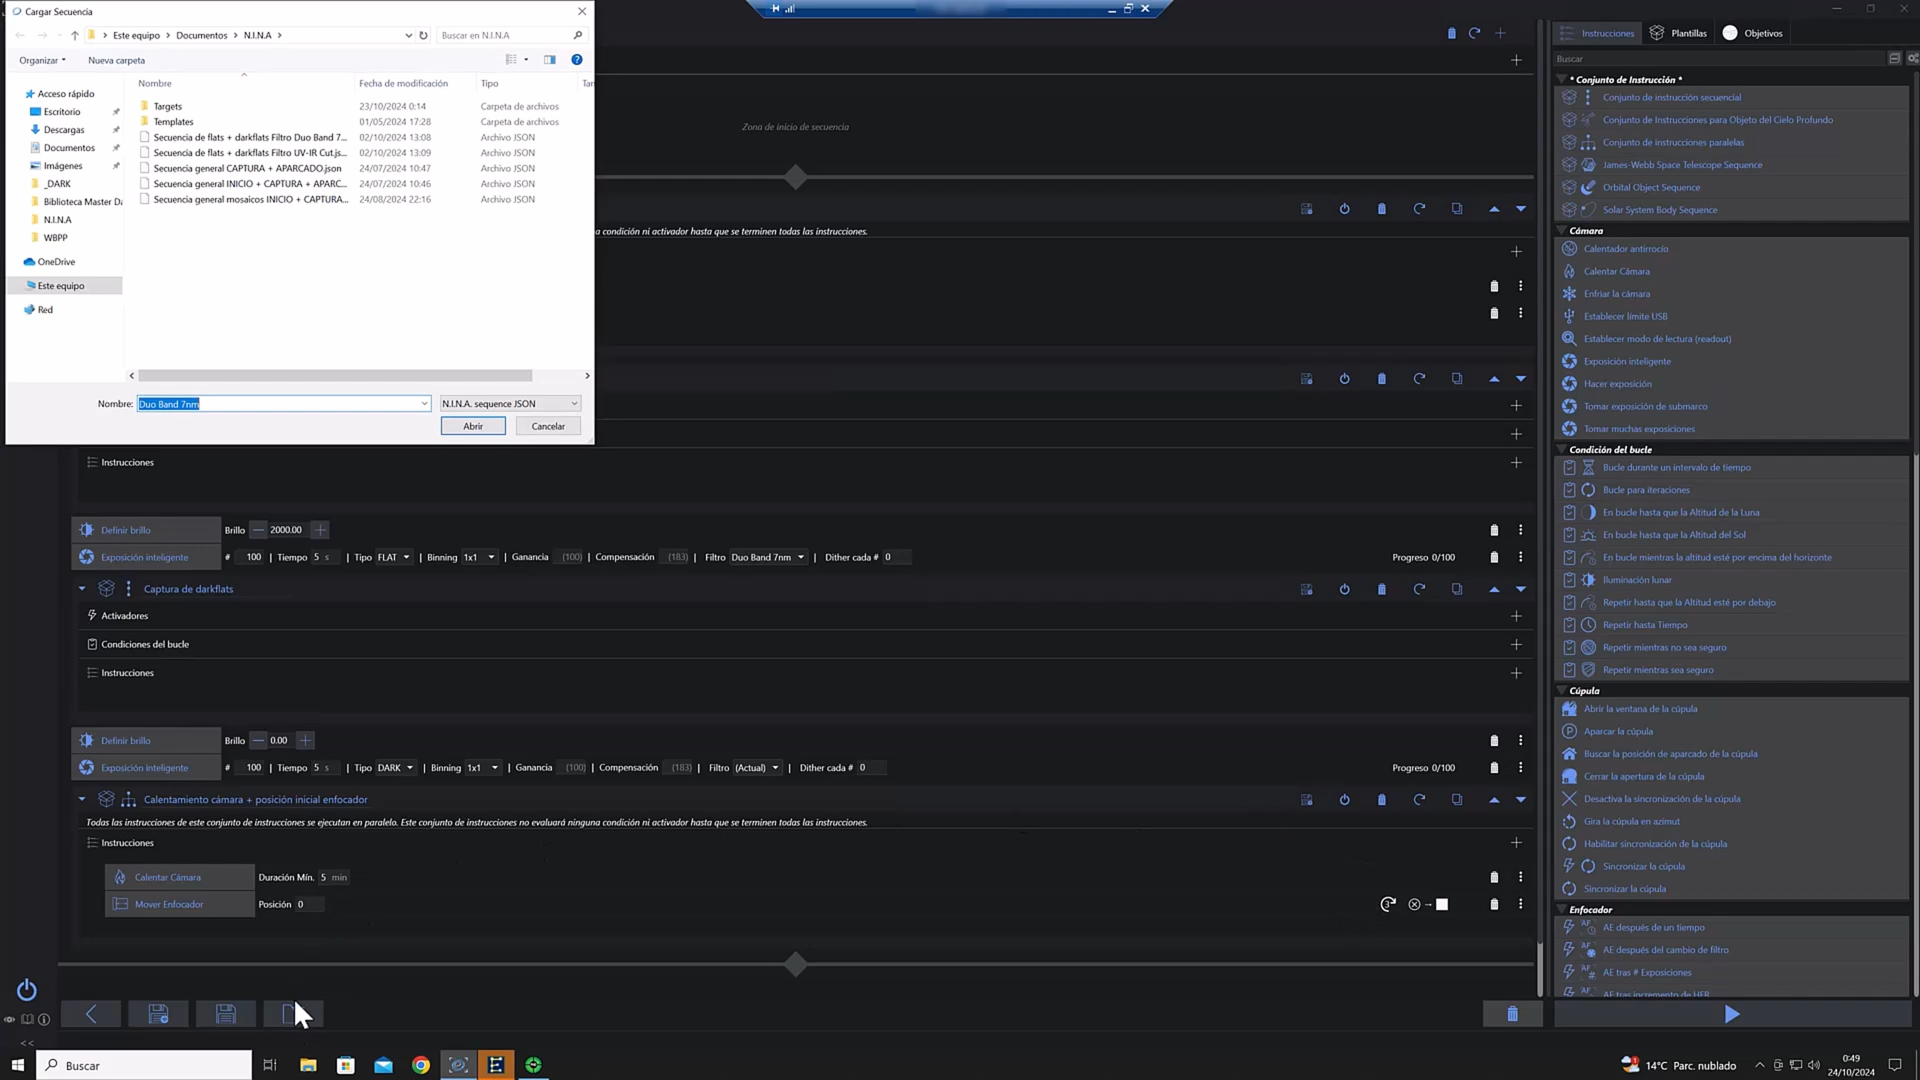 Cargar Secuencia
Este equipo > Documentos > N.I.N.A >
Buscar en N.I.N.A
Organizar
Nueva carpeta
Nombre
Fecha de modificación
Tipo
Acceso rápido
Escritorio
Descargas
Documentos
Imágenes
_DARK
Biblioteca Master Da
N.I.N.A
WBPP
OneDrive
Este equipo
Red
Targets 23/10/2024 0:14 Carpeta de archivos
Templates 01/05/2024 17:28 Carpeta de archivos
Secuencia de flats + darkflats Filtro Duo Band 7... 02/10/2024 13:08 Archivo JSON
Secuencia de flats + darkflats Filtro UV-IR Cut.js... 02/10/2024 13:09 Archivo JSON
Secuencia general CAPTURA + APARCADO.json 24/07/2024 10:47 Archivo JSON
Secuencia general INICIO + CAPTURA + APARC... 24/07/2024 10:46 Archivo JSON
Secuencia general mosaicos INICIO + CAPTURA... 24/08/2024 22:16 Archivo JSON
Nombre: Duo Band 7nm N.I.N.A. sequence JSON
Abrir Cancelar
Zona de inicio de secuencia
a condición ni activador hasta que se terminen todas las instrucciones.
Instrucciones
Definir brillo Brillo 2000.00
Exposición inteligente # 100 | Tiempo 5 s | Tipo FLAT | Binning 1x1 | Ganancia (100) | Compensación (183) | Filtro Duo Band 7nm | Dither cada # 0 Progreso 0/100
Captura de darkflats
Activadores
Condiciones del bucle
Instrucciones
Definir brillo Brillo 0.00
Exposición inteligente # 100 | Tiempo 5 s | Tipo DARK | Binning 1x1 | Ganancia (100) | Compensación (183) | Filtro (Actual) | Dither cada # 0 Progreso 0/100
Calentamiento cámara + posición inicial enfocador
Todas las instrucciones de este conjunto de instrucciones se ejecutan en paralelo. Este conjunto de instrucciones no evaluará ninguna condición ni activador hasta que se terminen todas las instrucciones.
Instrucciones
Calentar Cámara Duración Mín. 5 min
Mover Enfocador Posición 0
Instrucciones
Plantillas
Objetivos
Buscar
* Conjunto de Instrucción *
Conjunto de instrucción secuencial
Conjunto de Instrucciones para Objeto del Cielo Profundo
Conjunto de instrucciones paralelas
James-Webb Space Telescope Sequence
Orbital Object Sequence
Solar System Body Sequence
Cámara
Calentador antirrocío
Calentar Cámara
Enfriar la cámara
Establecer límite USB
Establecer modo de lectura (readout)
Exposición inteligente
Hacer exposición
Tomar exposición de submarco
Tomar muchas exposiciones
Condición del bucle
Bucle durante un intervalo de tiempo
Bucle para iteraciones
En bucle hasta que la Altitud de la Luna
En bucle hasta que la Altitud del Sol
En bucle mientras la altitud esté por encima del horizonte
Iluminación lunar
Repetir hasta que la Altitud esté por debajo
Repetir hasta Tiempo
Repetir mientras no sea seguro
Repetir mientras sea seguro
Cúpula
Abrir la ventana de la cúpula
Aparcar la cúpula
Buscar la posición de aparcado de la cúpula
Cerrar la apertura de la cúpula
Desactiva la sincronización de la cúpula
Gira la cúpula en azimut
Habilitar sincronización de la cúpula
Sincronizar la cúpula
Sincronizar la cúpula
Enfocador
AE después de un tiempo
AE después del cambio de filtro
AE tras # Exposiciones
AE tras incremento de HFR
<<
Buscar
14°C Parc. nublado
0:49
24/10/2024